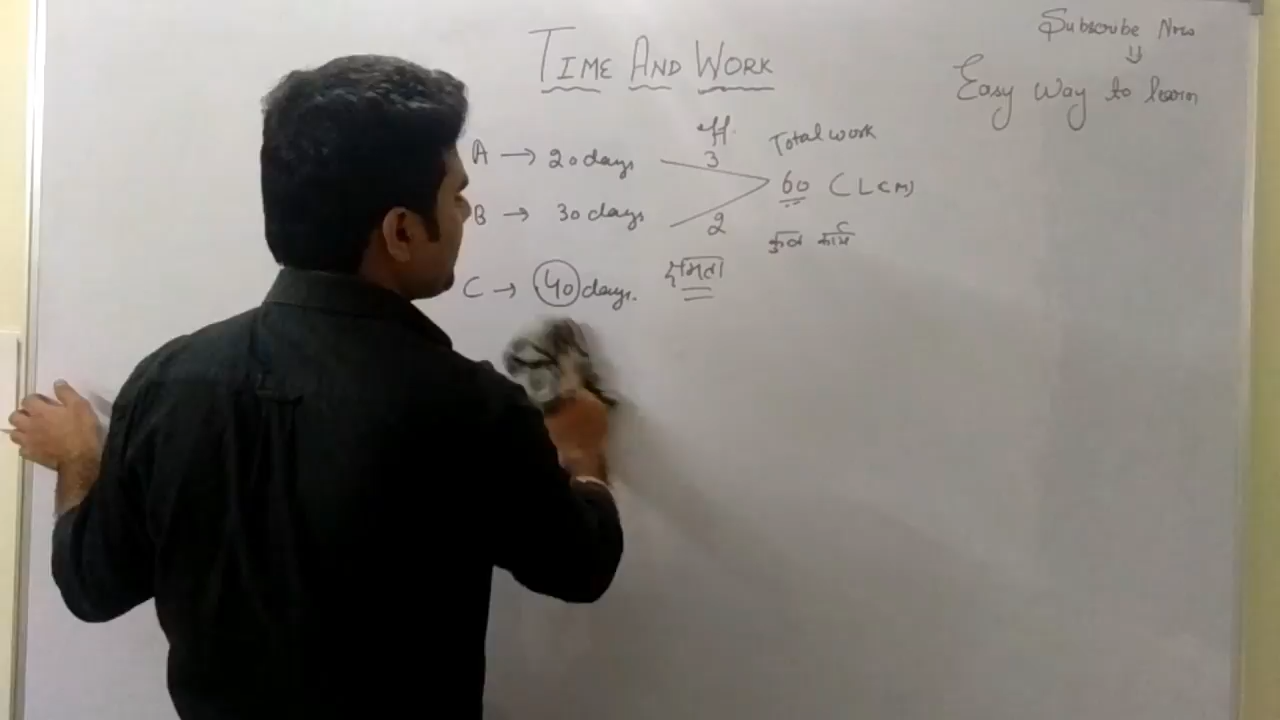 Subscribe Now
⇓
Easy Way to learn
TIME AND WORK
eff.
Total work
A → 20 days 3
60 (LCM)
B → 30 days 2
कुल कार्य
C → 40 days. क्षमता